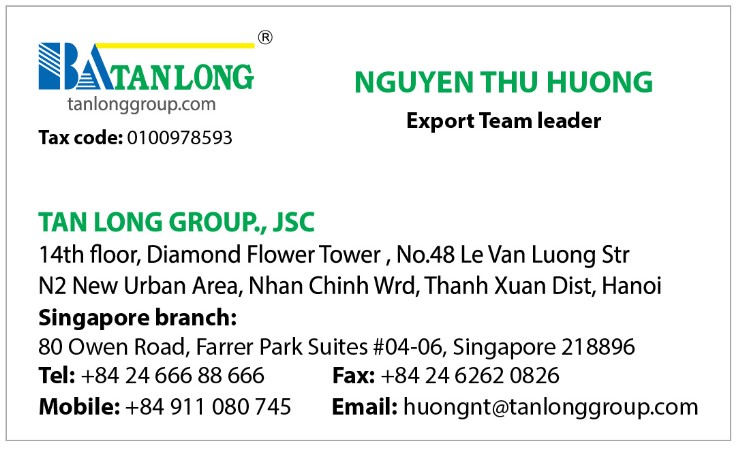 ®
BATANLONG
tanlonggroup.com
Tax code: 0100978593
NGUYEN THU HUONG
Export Team leader
TAN LONG GROUP., JSC
14th floor, Diamond Flower Tower , No.48 Le Van Luong Str
N2 New Urban Area, Nhan Chinh Wrd, Thanh Xuan Dist, Hanoi
Singapore branch:
80 Owen Road, Farrer Park Suites #04-06, Singapore 218896
Tel: +84 24 666 88 666 Fax: +84 24 6262 0826
Mobile: +84 911 080 745 Email: huongnt@tanlonggroup.com